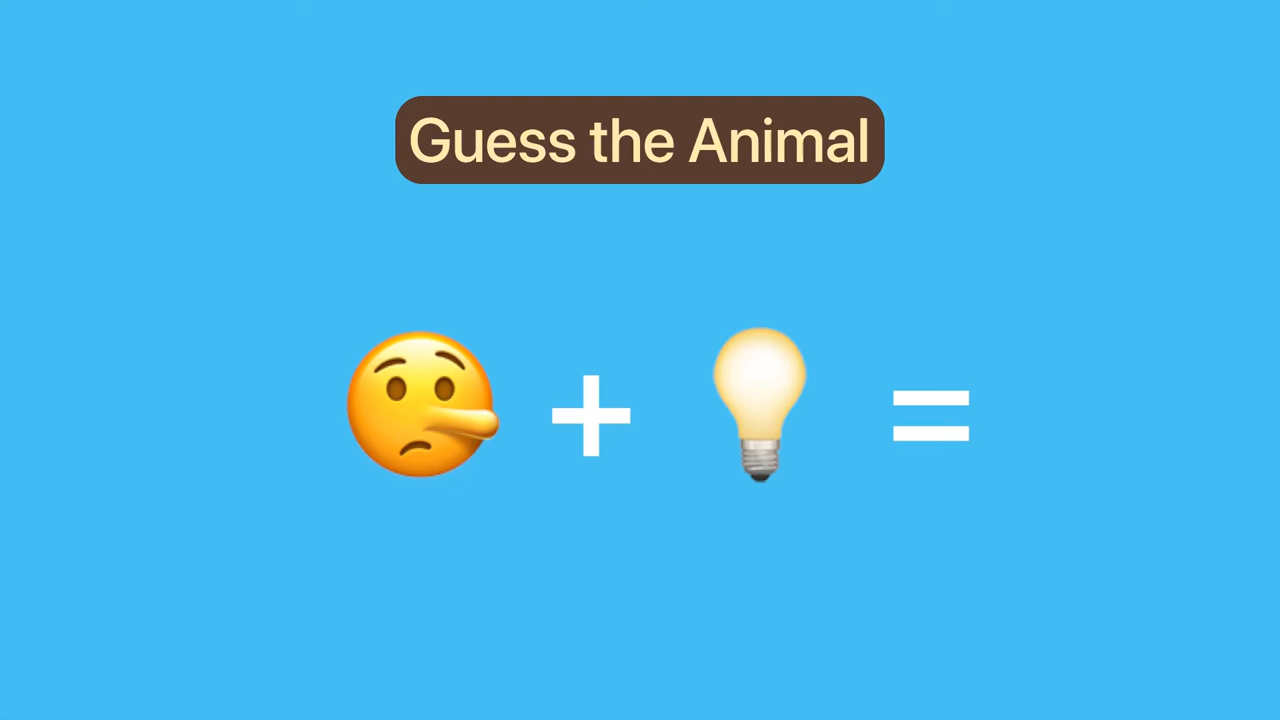 Guess the Animal
+ =